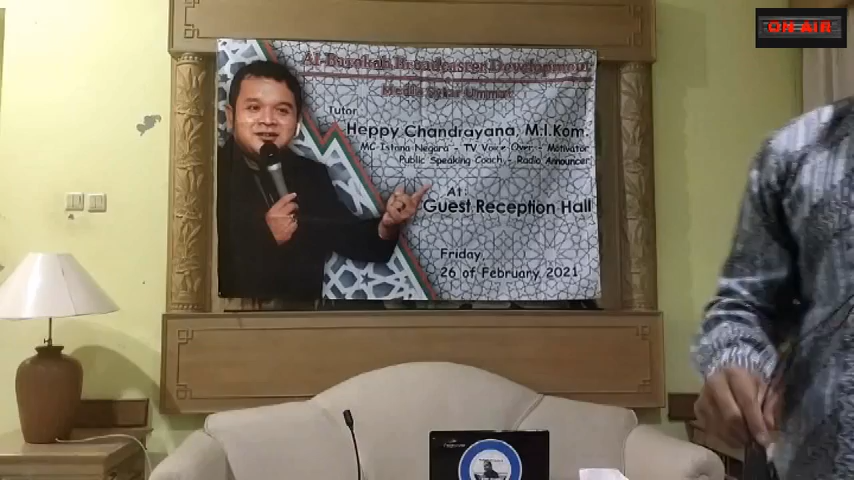 ON AIR
Al-Barokah Broadcaster Development
Media Syiar Ummat
Tutor
Heppy Chandrayana, M.I.Kom.
MC Istana Negara - TV Voice Over - Motivator
Public Speaking Coach - Radio Announcer
At:
Guest Reception Hall
Friday,
26 of February 2021